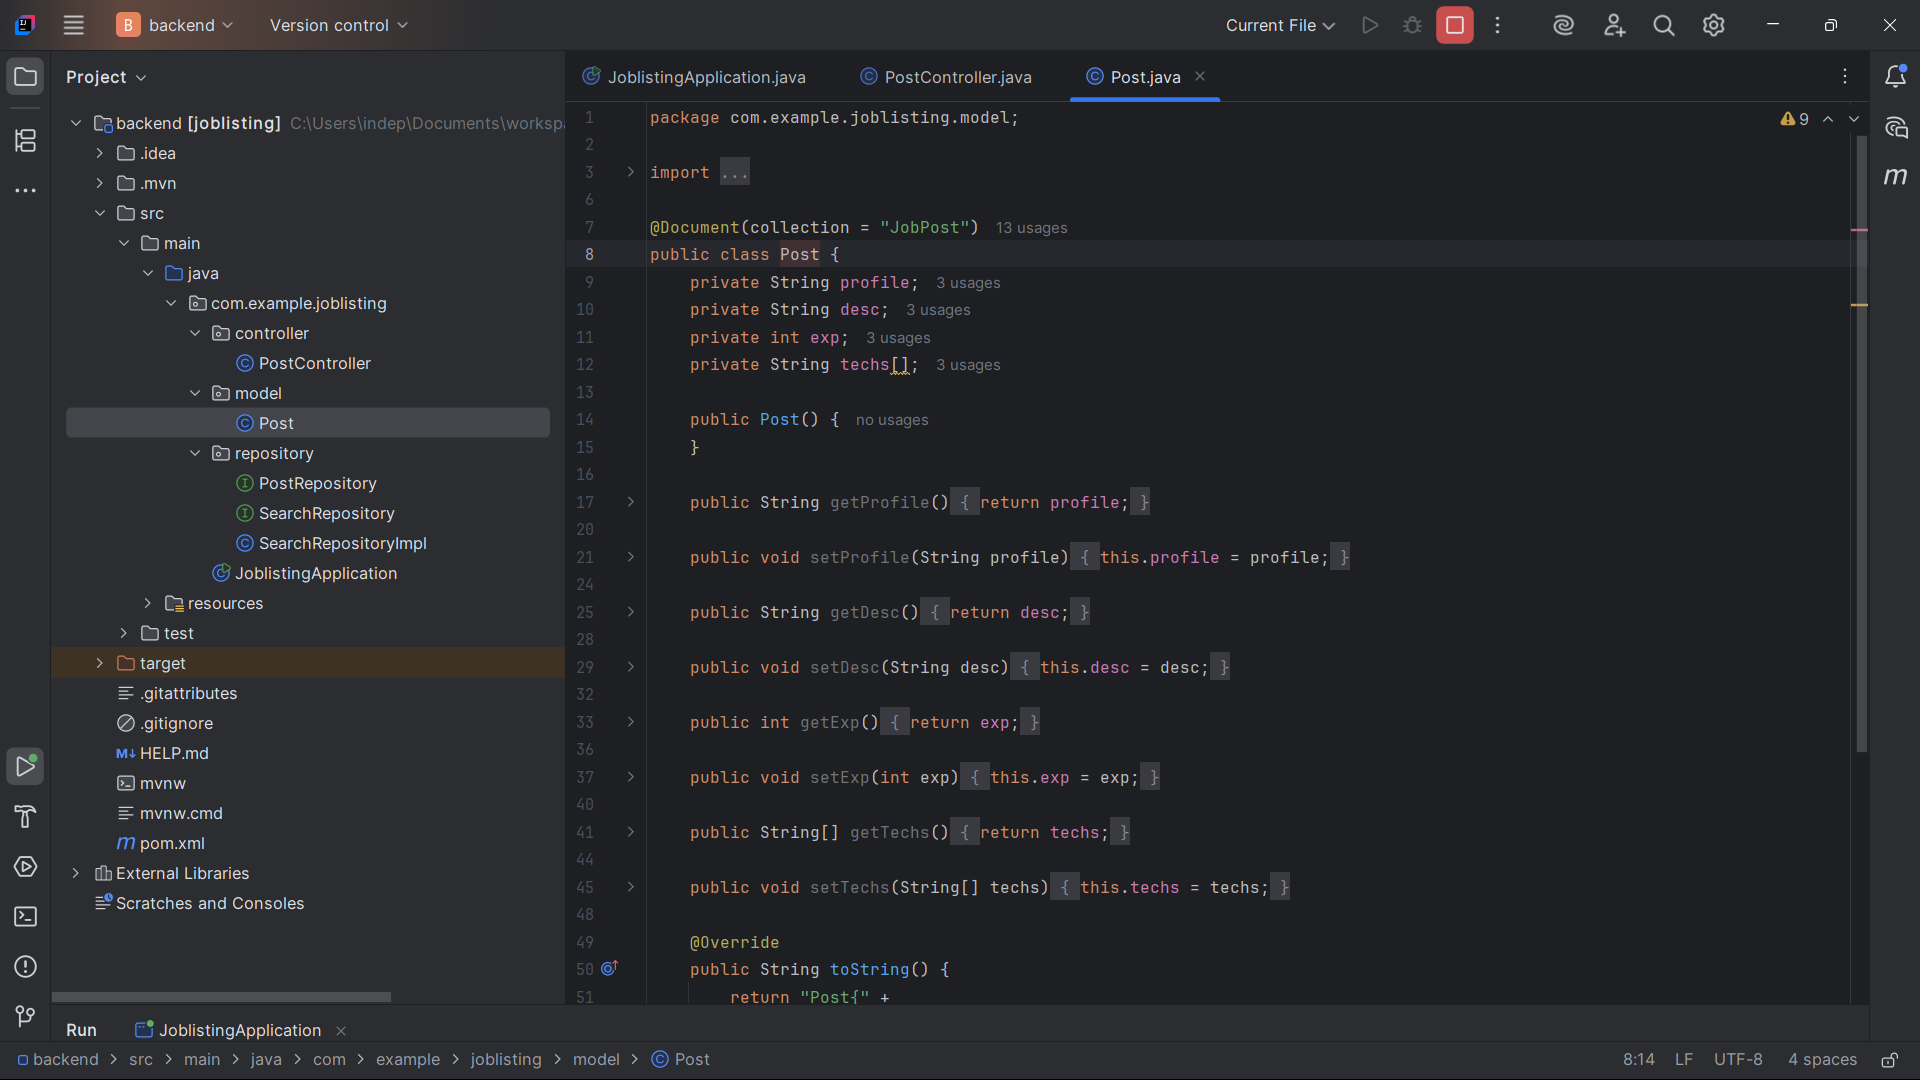 B backend Version control Current File
Project
JoblistingApplication.java PostController.java Post.java
backend [joblisting] C:\Users\indep\Documents\worksp
.idea
.mvn
src
main
java
com.example.joblisting
controller
PostController
model
Post
repository
PostRepository
SearchRepository
SearchRepositoryImpl
JoblistingApplication
resources
test
target
.gitattributes
.gitignore
HELP.md
mvnw
mvnw.cmd
pom.xml
External Libraries
Scratches and Consoles
9
1 package com.example.joblisting.model;
2
3 import ...
6
7 @Document(collection = "JobPost") 13 usages
8 public class Post {
9 private String profile; 3 usages
10 private String desc; 3 usages
11 private int exp; 3 usages
12 private String techs[]; 3 usages
13
14 public Post() { no usages
15 }
16
17 public String getProfile() { return profile; }
20
21 public void setProfile(String profile) { this.profile = profile; }
24
25 public String getDesc() { return desc; }
28
29 public void setDesc(String desc) { this.desc = desc; }
32
33 public int getExp() { return exp; }
36
37 public void setExp(int exp) { this.exp = exp; }
40
41 public String[] getTechs() { return techs; }
44
45 public void setTechs(String[] techs) { this.techs = techs; }
48
49 @Override
50 public String toString() {
51 return "Post{" +
Run JoblistingApplication
backend > src > main > java > com > example > joblisting > model > Post 8:14 LF UTF-8 4 spaces